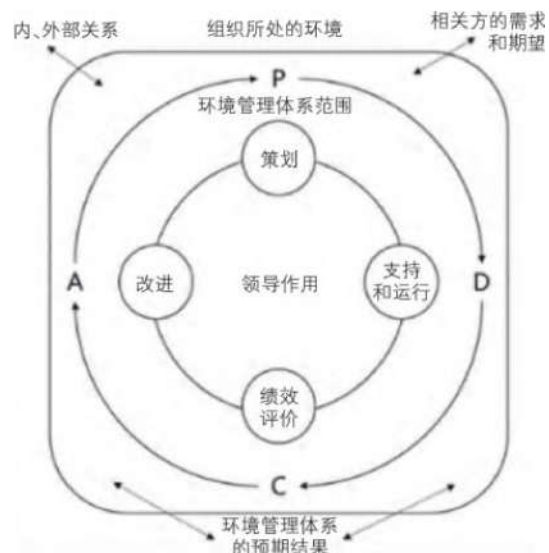 内、外部关系
组织所处的环境
相关方的需求
和期望
P
环境管理体系范围
策划
A
改进
领导作用
支持
和运行
D
绩效
评价
C
环境管理体系
的预期结果